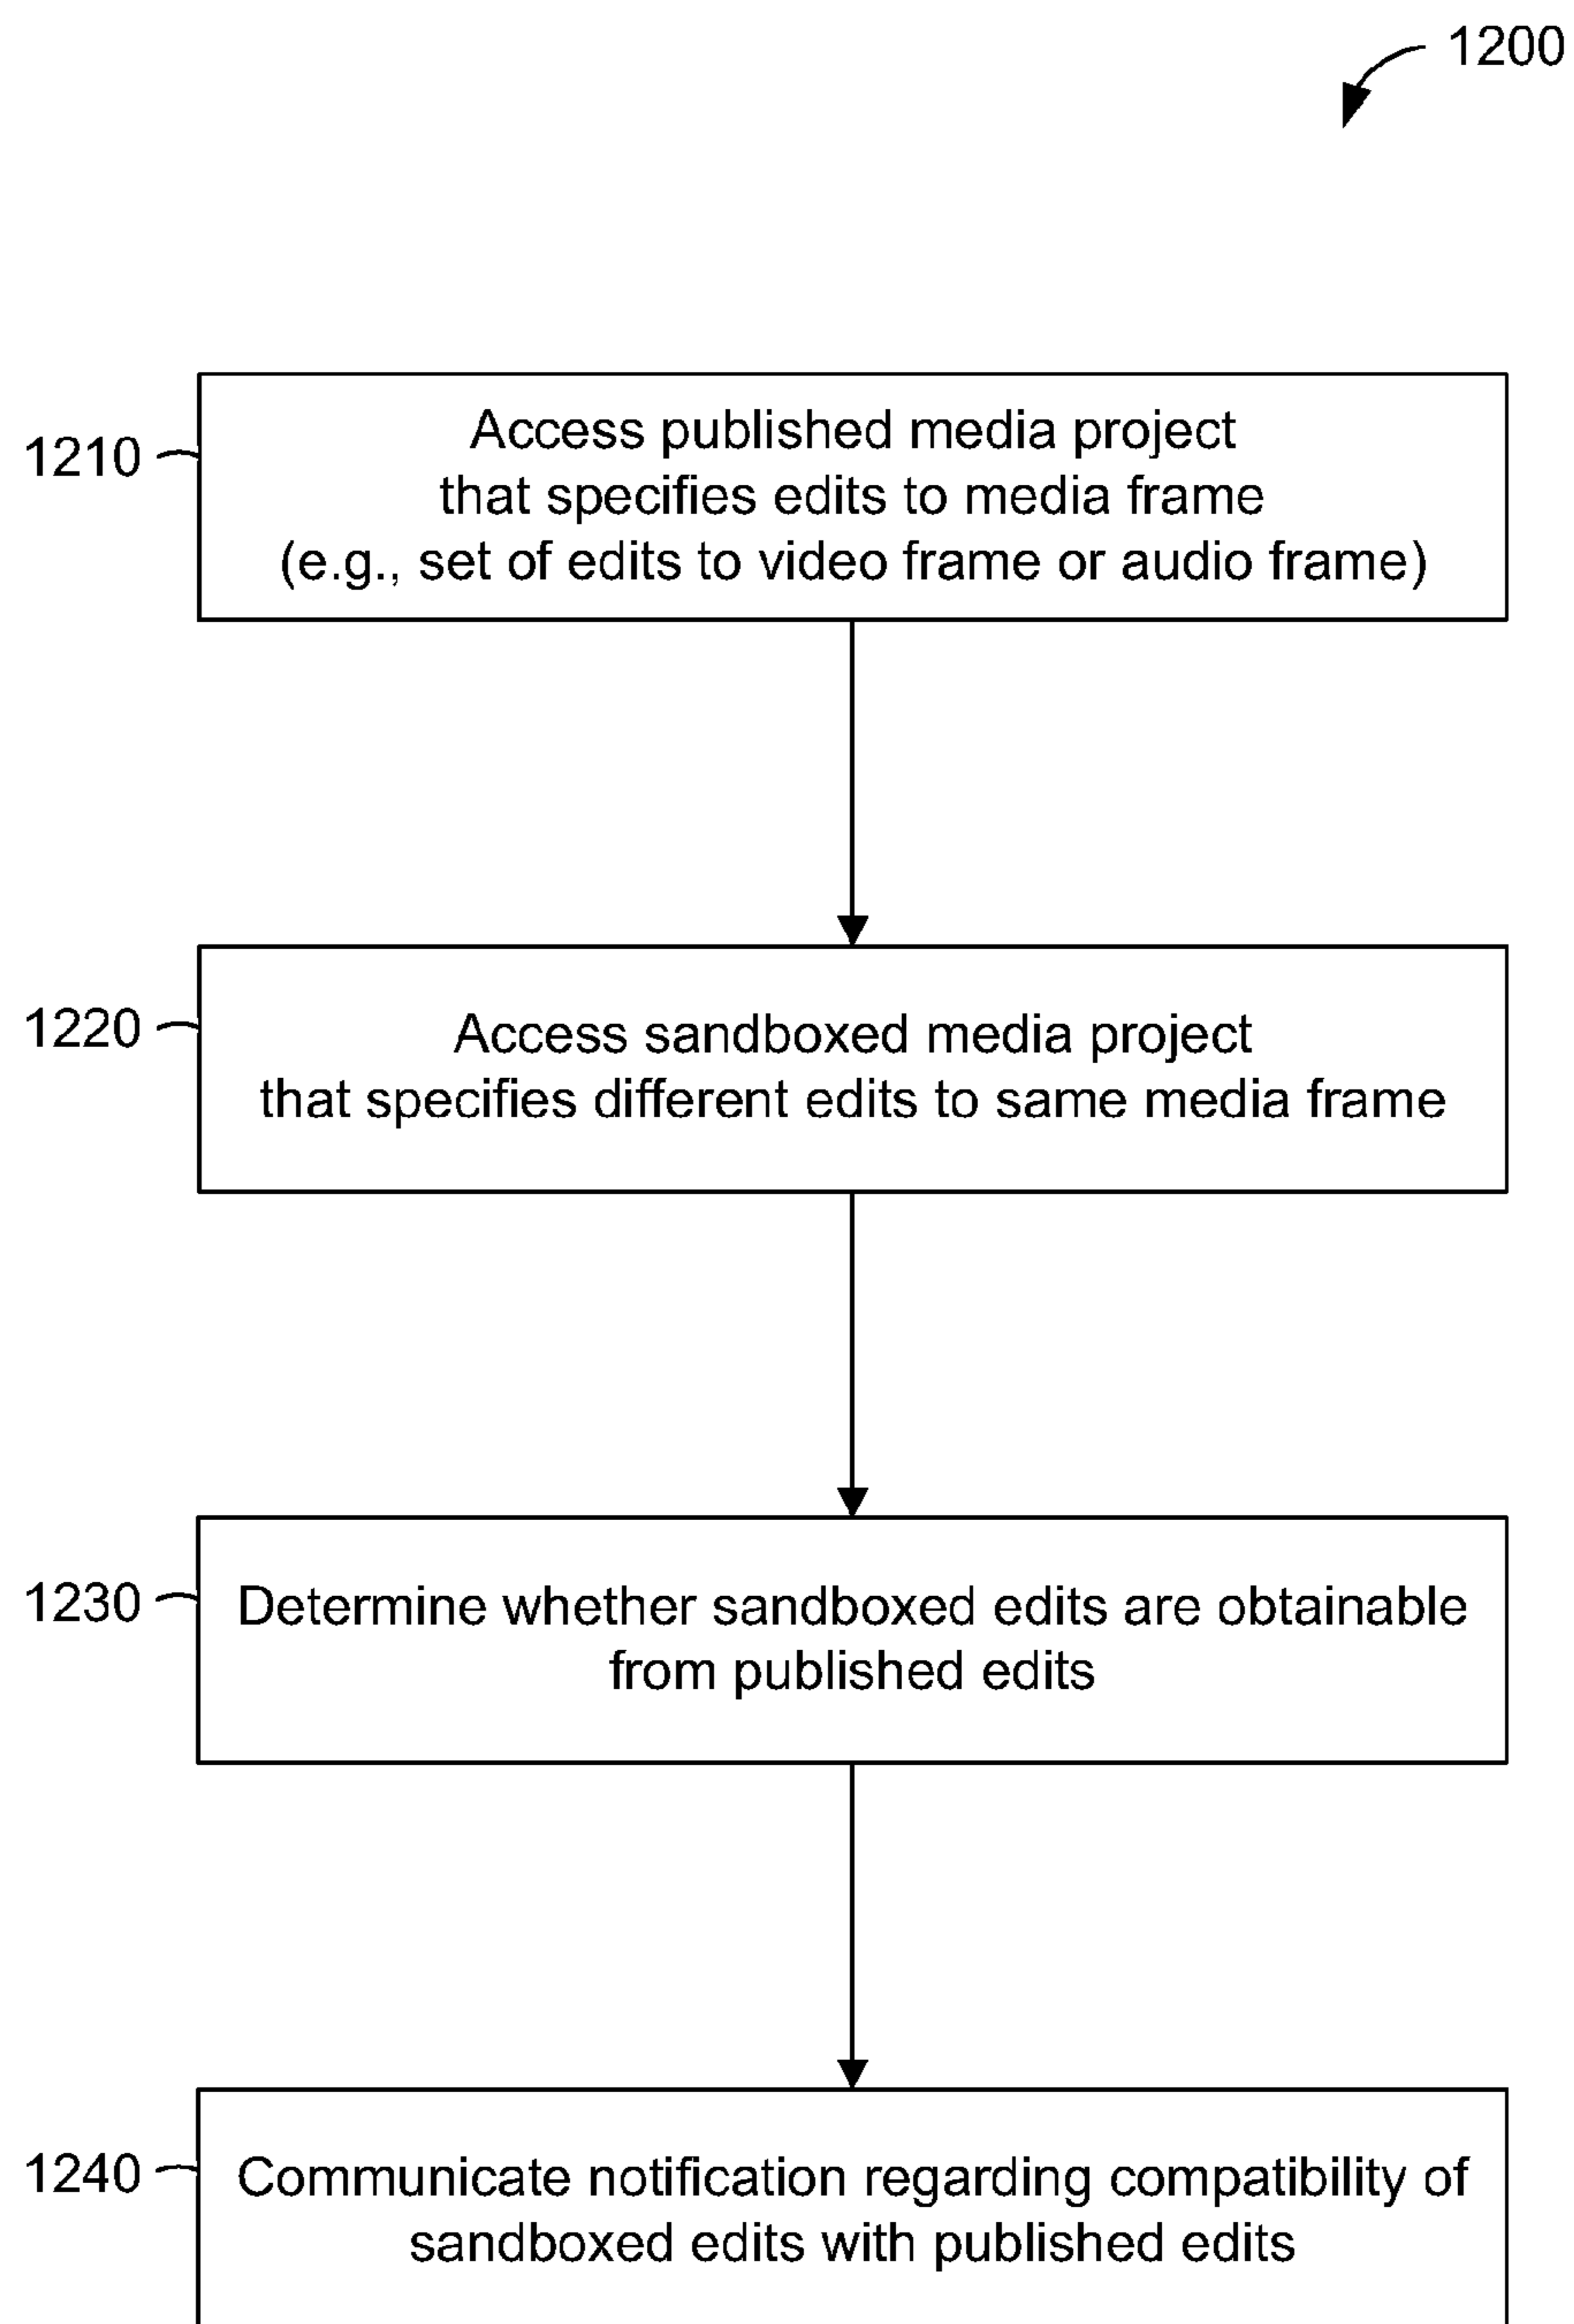 1200
1210
Access published media project
that specifies edits to media frame
(e.g., set of edits to video frame or audio frame)
1220
Access sandboxed media project
that specifies different edits to same media frame
1230
Determine whether sandboxed edits are obtainable
from published edits
1240
Communicate notification regarding compatibility of
sandboxed edits with published edits